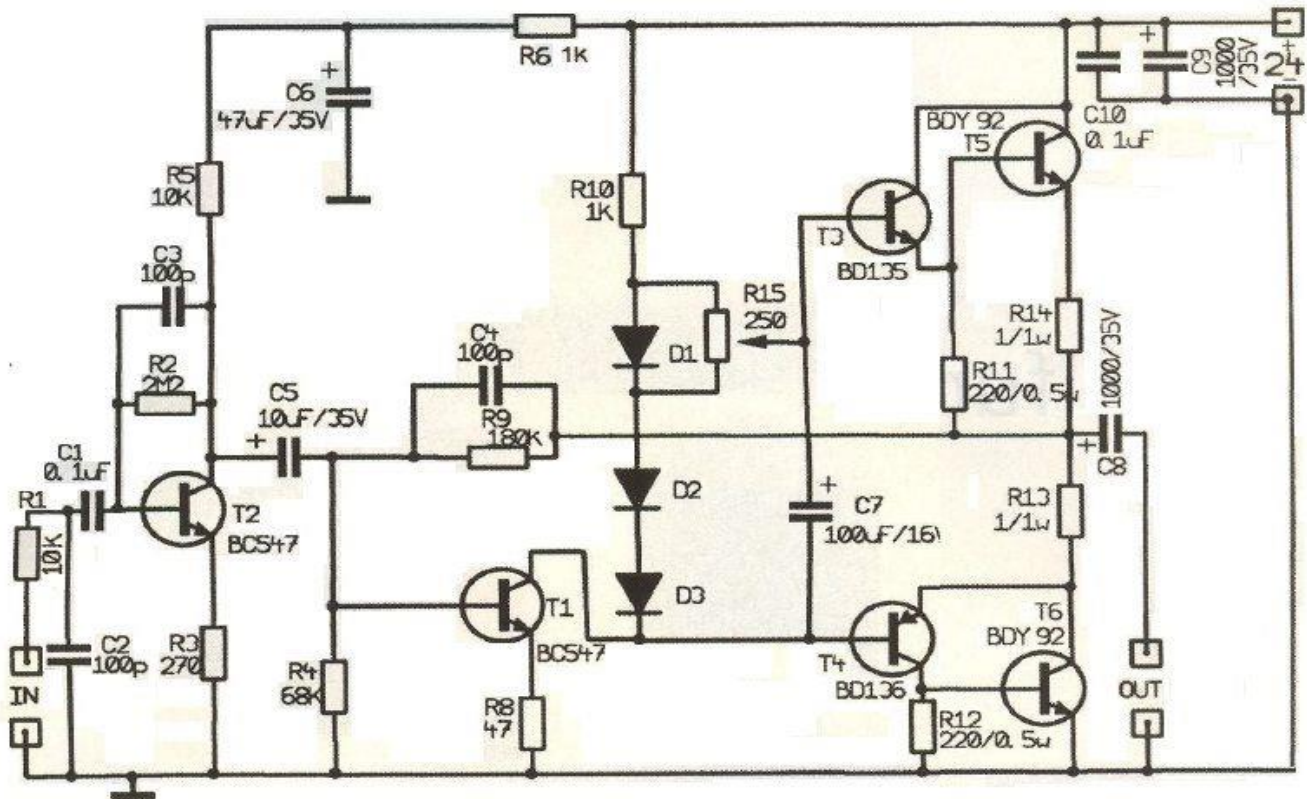 R6 1K
C6
47uF/35V
C9
1000
/35V
+
24
-
C10
0.1uF
BDY 92
T5
R5
10K
R10
1K
T3
BD135
C3
100p
R15
250
D1
R14
1/1w
1000/35V
C8
R2
2M2
C4
100p
R9
180K
R11
220/0.5w
C5
10uF/35V
C1
0.1uF
D2
R13
1/1w
R1
10K
T2
BC547
C7
100uF/16V
D3
T1
BC547
T6
BDY 92
T4
BD136
C2
100p
R3
270
R4
68K
R8
47
R12
220/0.5w
IN
OUT